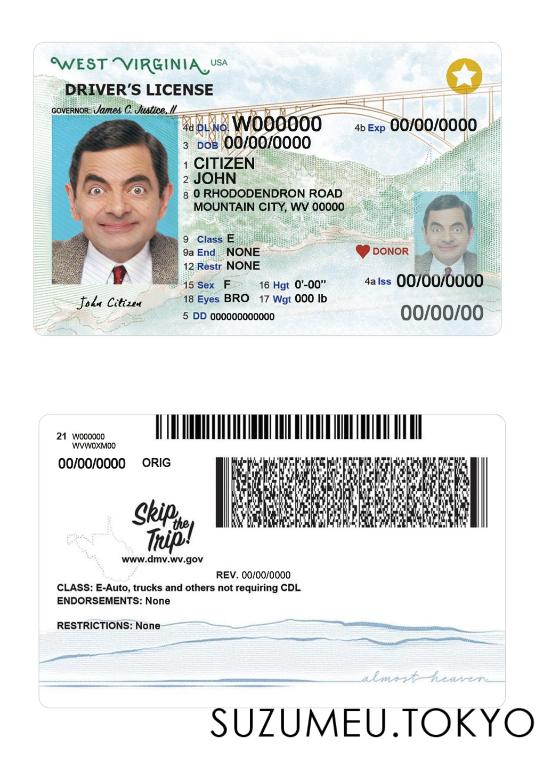 WEST VIRGINIA USA
DRIVER'S LICENSE
GOVERNOR: James C. Justice, II
4d DL NO. W000000 4b Exp 00/00/0000
3 DOB 00/00/0000
1 CITIZEN
2 JOHN
8 0 RHODODENDRON ROAD
MOUNTAIN CITY, WV 00000
9 Class E
9a End NONE
DONOR
12 Restr NONE
15 Sex F 16 Hgt 0'-00" 4a Iss 00/00/0000
18 Eyes BRO 17 Wgt 000 lb
John Citizen
5 DD 000000000000
00/00/00
21 W000000
WVW0XM00
00/00/0000 ORIG
Skip
the
Trip!
www.dmv.wv.gov
REV. 00/00/0000
CLASS: E-Auto, trucks and others not requiring CDL
ENDORSEMENTS: None
RESTRICTIONS: None
almost heaven
SUZUMEU.TOKYO